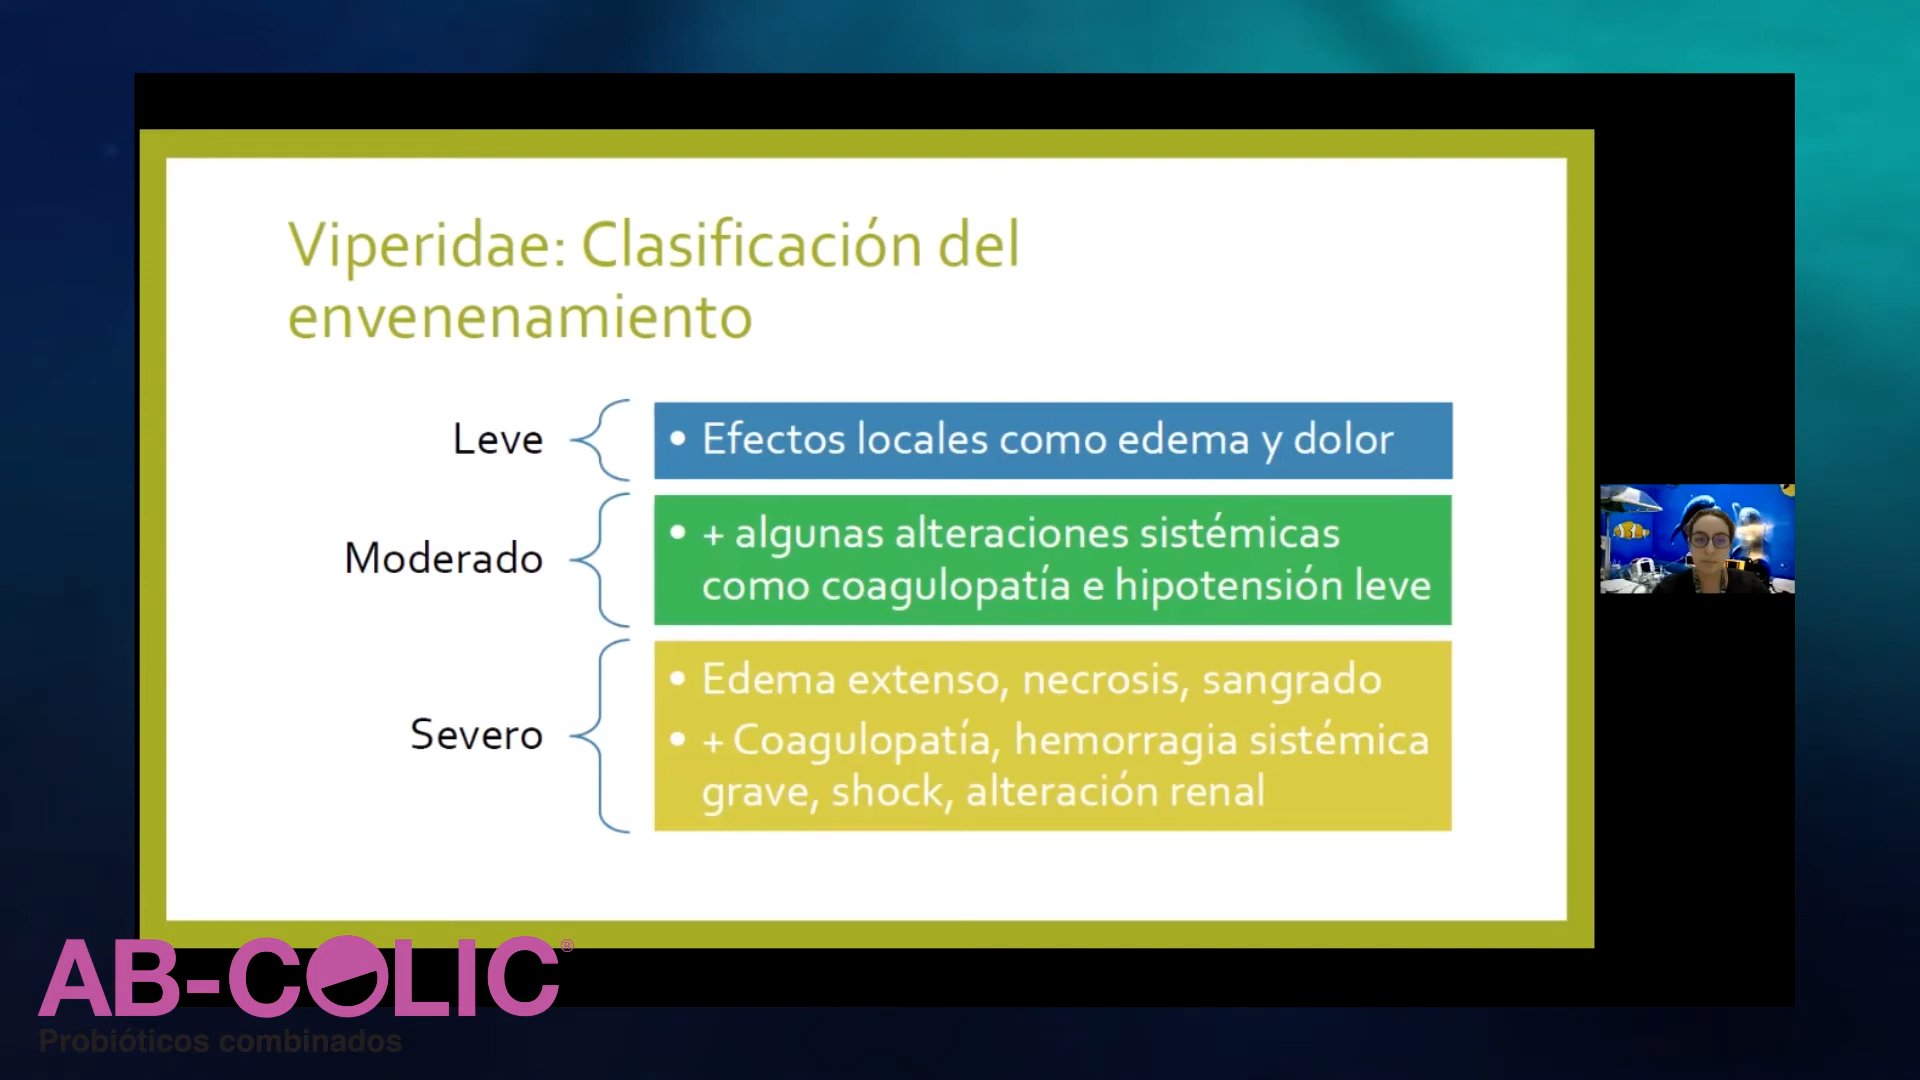 Viperidae: Clasificación del
envenenamiento
Leve
• Efectos locales como edema y dolor
Moderado
• + algunas alteraciones sistémicas
como coagulopatía e hipotensión leve
Severo
• Edema extenso, necrosis, sangrado
• + Coagulopatía, hemorragia sistémica
grave, shock, alteración renal
AB-COLIC®
Probióticos combinados